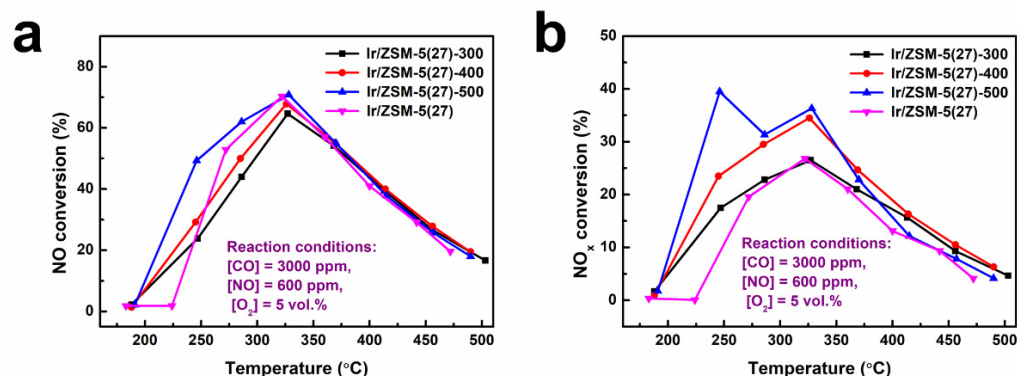 a
Ir/ZSM-5(27)-300
Ir/ZSM-5(27)-400
Ir/ZSM-5(27)-500
Ir/ZSM-5(27)
NO conversion (%)
80
60
40
20
0
Reaction conditions:
[CO] = 3000 ppm,
[NO] = 600 ppm,
[O₂] = 5 vol.%
200 250 300 350 400 450 500
Temperature (°C)
b
Ir/ZSM-5(27)-300
Ir/ZSM-5(27)-400
Ir/ZSM-5(27)-500
Ir/ZSM-5(27)
NOₓ conversion (%)
50
40
30
20
10
0
Reaction conditions:
[CO] = 3000 ppm,
[NO] = 600 ppm,
[O₂] = 5 vol.%
200 250 300 350 400 450 500
Temperature (°C)